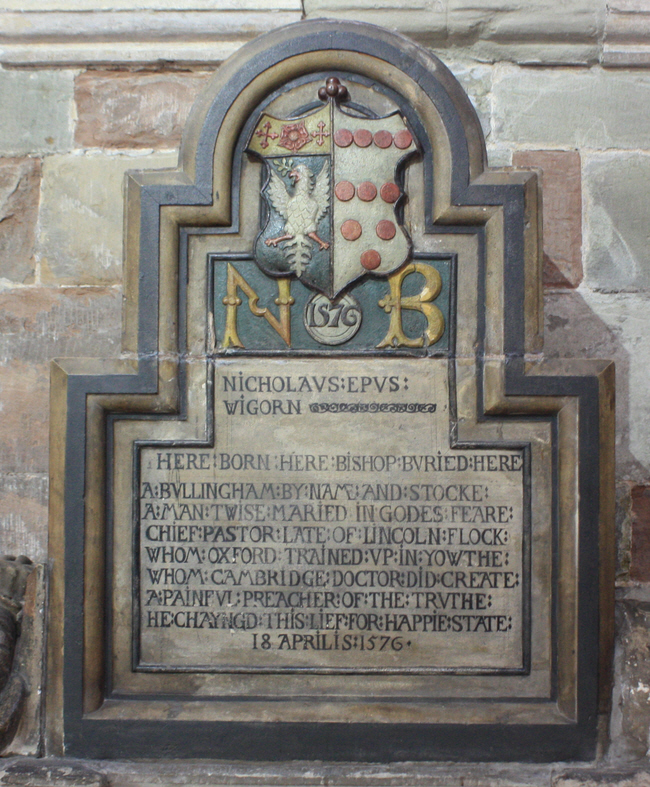 N 1576 B
NICHOLAVS:EPVS:
WIGORN
HERE:BORN:HERE:BISHOP:BVRIED:HERE
A:BVLLINGHAM:BY:NAME:AND:STOCKE:
A:MAN:TWISE:MARIED:IN:GODES:FEARE:
CHIEF:PASTOR:LATE:OF:LINCOLN:FLOCK:
WHOM:OXFORD:TRAINED:VP:IN:YOWTHE:
WHOM:CAMBRIDGE:DOCTOR:DID:CREATE:
A:PAINFVL:PREACHER:OF:THE:TRVTHE:
HE:CHAYNGD:THIS:LIEF:FOR:HAPPIE:STATE:
18 APRILIS:1576·